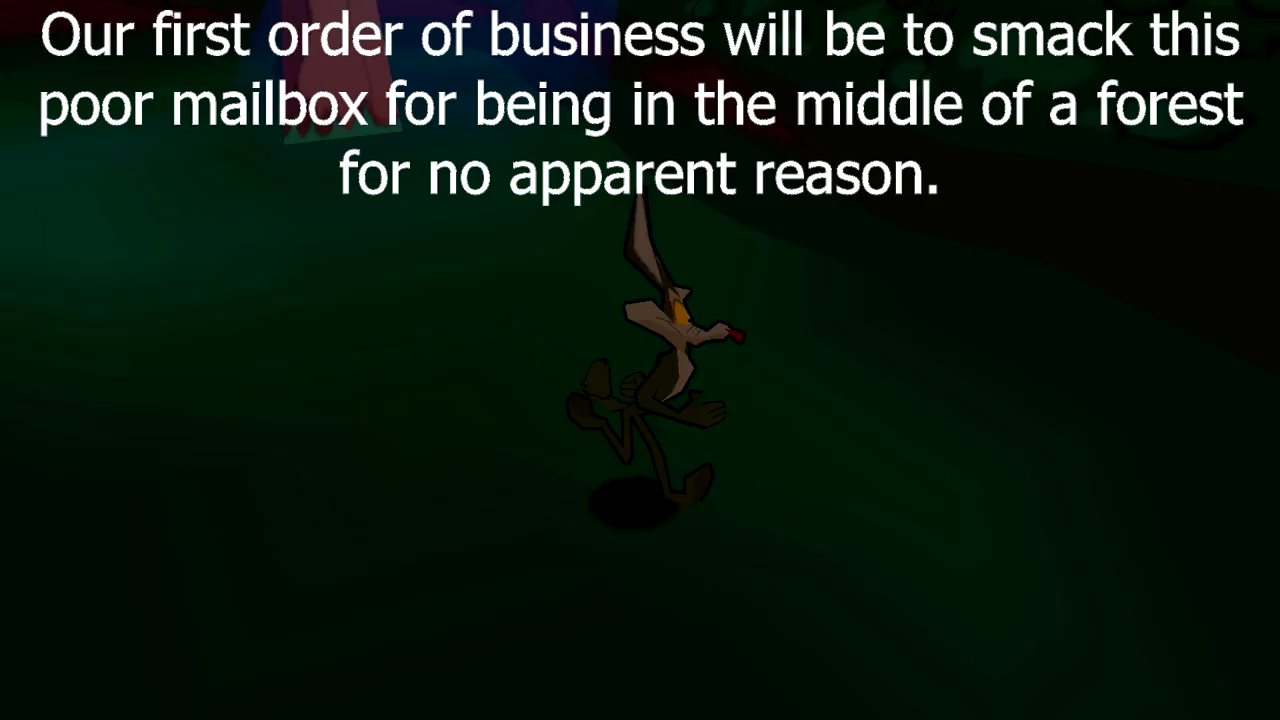 Our first order of business will be to smack this
poor mailbox for being in the middle of a forest
for no apparent reason.